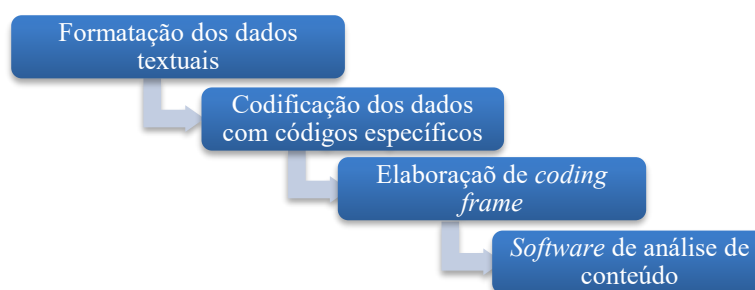 Formatação dos dados
textuais
Codificação dos dados
com códigos específicos
Elaboraçaõ de coding
frame
Software de análise de
conteúdo